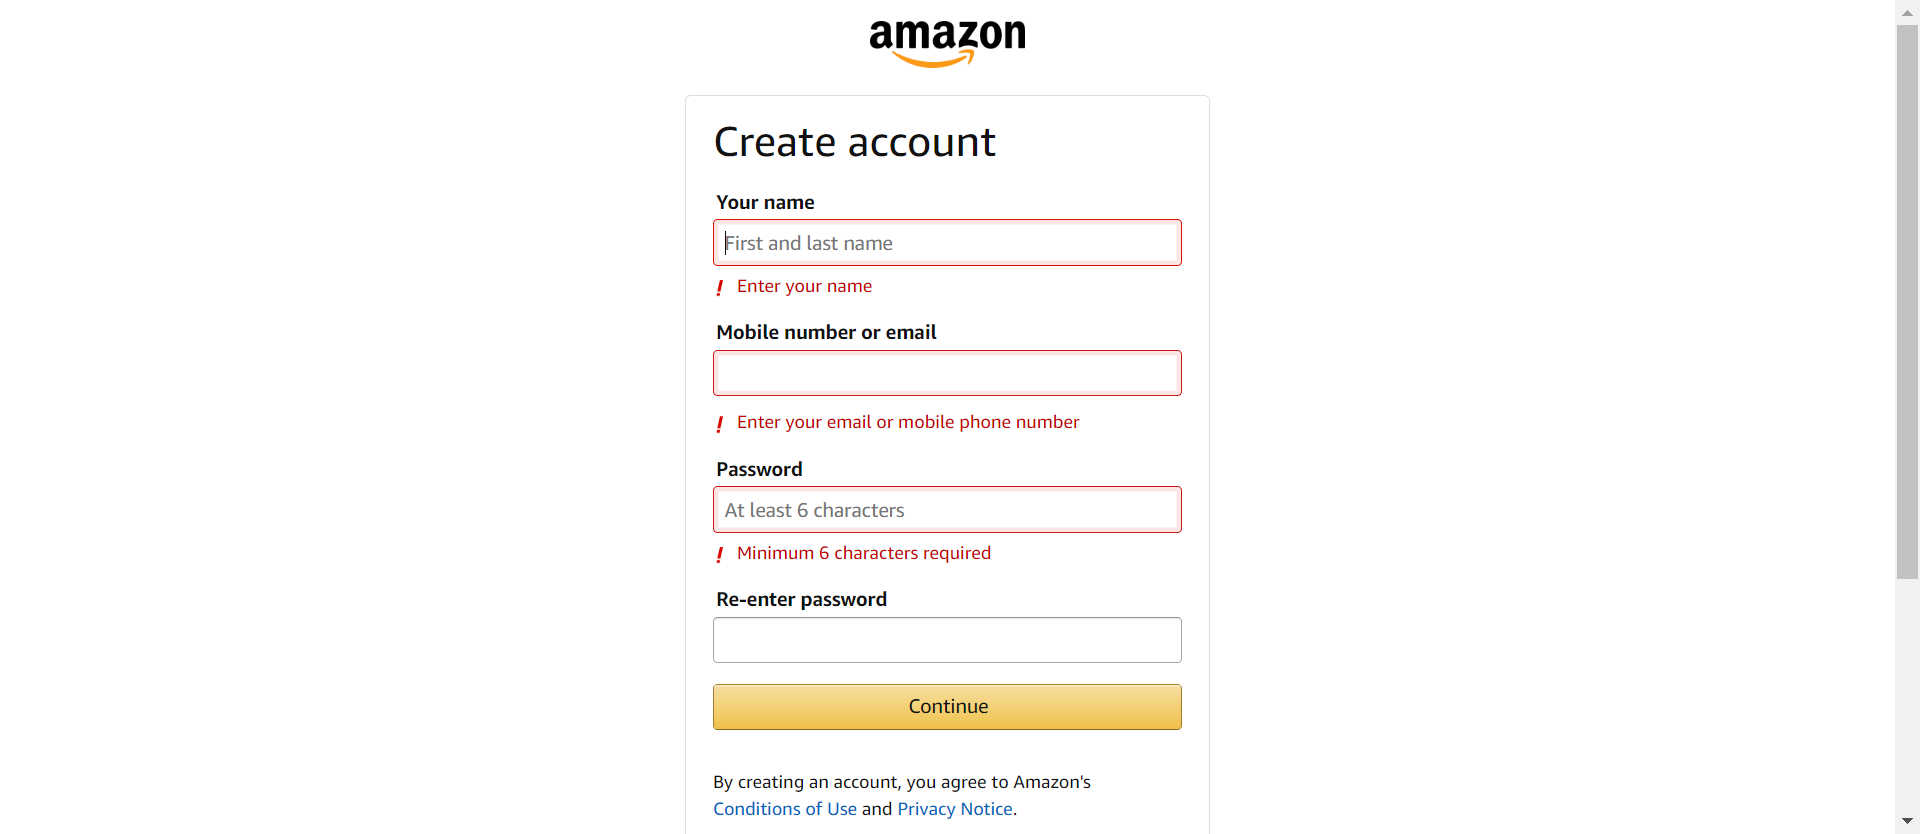 amazon
Create account
Your name
First and last name
! Enter your name
Mobile number or email
! Enter your email or mobile phone number
Password
At least 6 characters
! Minimum 6 characters required
Re-enter password
Continue
By creating an account, you agree to Amazon's
Conditions of Use and Privacy Notice.